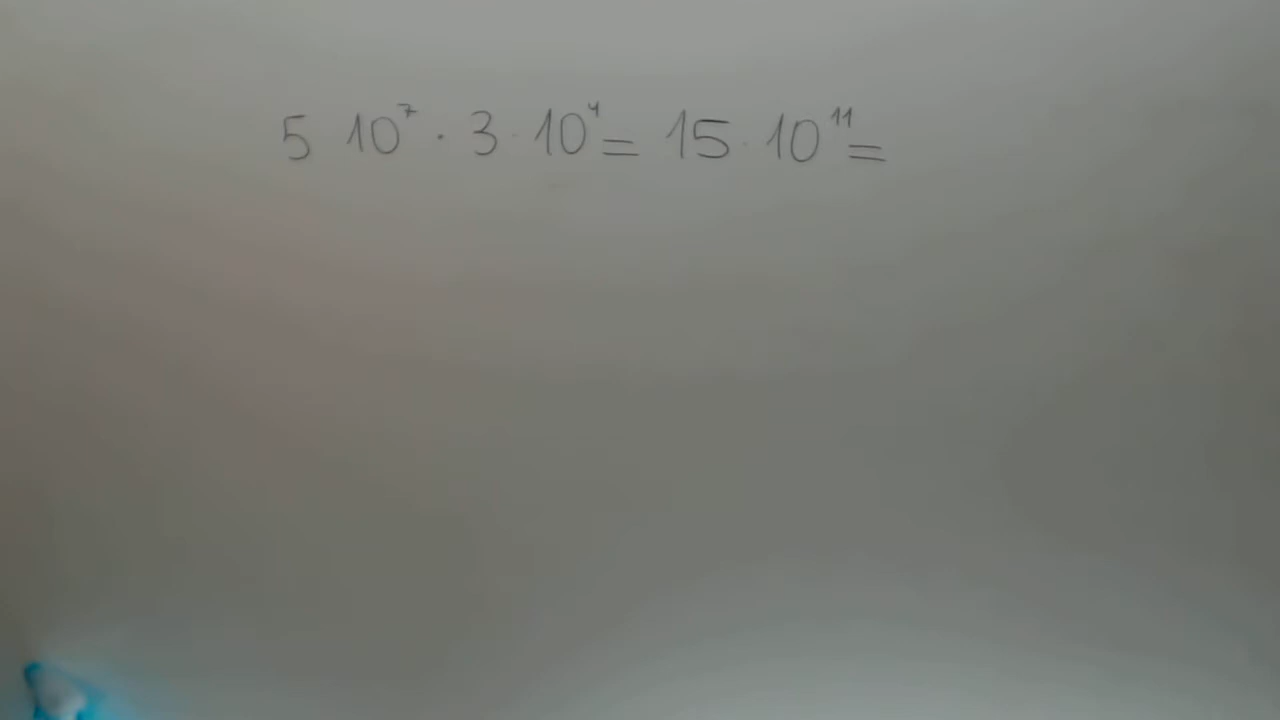 5 10⁷ · 3 · 10⁴ = 15 · 10¹¹ =